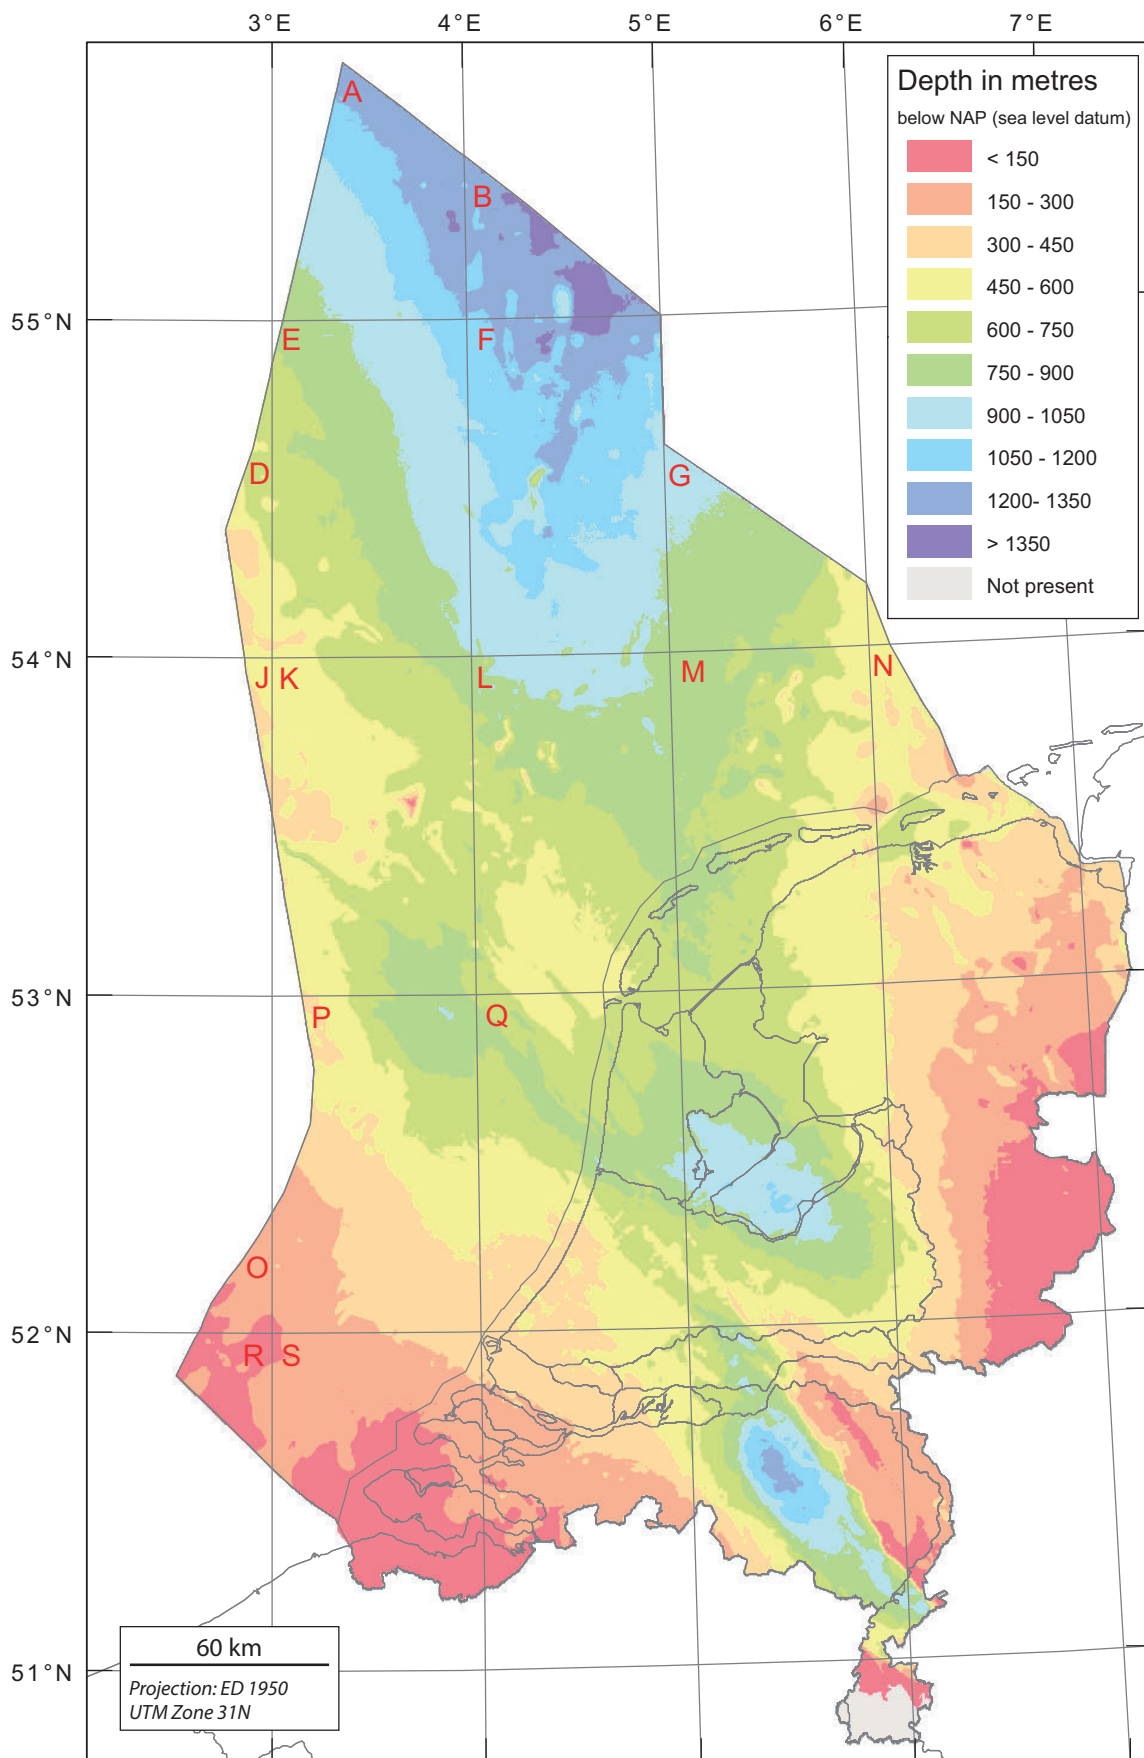 3°E 4°E 5°E 6°E 7°E
Depth in metres
below NAP (sea level datum)
< 150
150 - 300
300 - 450
450 - 600
600 - 750
750 - 900
900 - 1050
1050 - 1200
1200- 1350
> 1350
Not present
A
B
55°N
E F
D G
54°N
J K L M N
53°N
P Q
O
52°N
R S
51°N
60 km
Projection: ED 1950
UTM Zone 31N